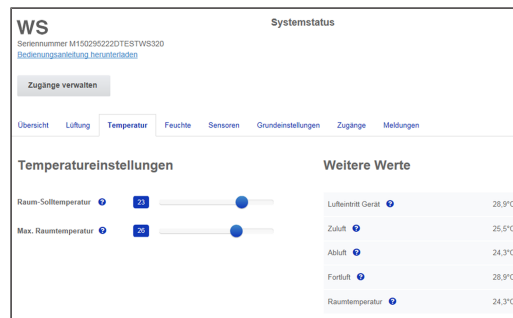 WS
Systemstatus
Seriennummer M150295222DTESTWS320
Bedienungsanleitung herunterladen
Zugänge verwalten
Übersicht Lüftung Temperatur Feuchte Sensoren Grundeinstellungen Zugänge Meldungen
Temperatureinstellungen
Raum-Solltemperatur ? 23
Max. Raumtemperatur ? 26
Weitere Werte
Lufteintritt Gerät ? 28,9°C
Zuluft ? 25,5°C
Abluft ? 24,3°C
Fortluft ? 28,9°C
Raumtemperatur ? 24,3°C